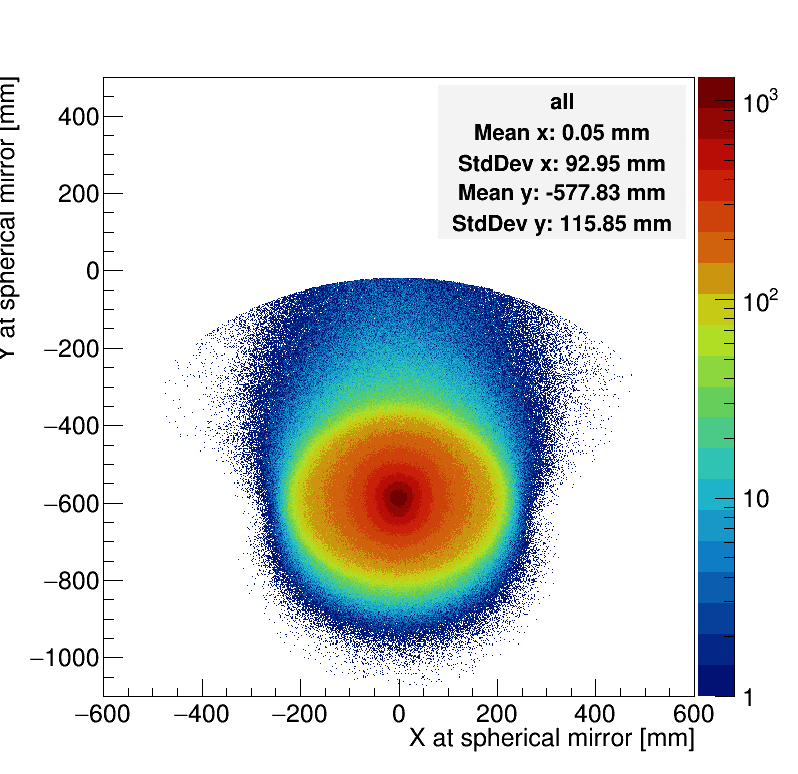 all
Mean x: 0.05 mm
StdDev x: 92.95 mm
Mean y: -577.83 mm
StdDev y: 115.85 mm
Y at spherical mirror [mm]
400
200
0
−200
−400
−600
−800
−1000
−600 −400 −200 0 200 400 600
X at spherical mirror [mm]
10³
10²
10
1